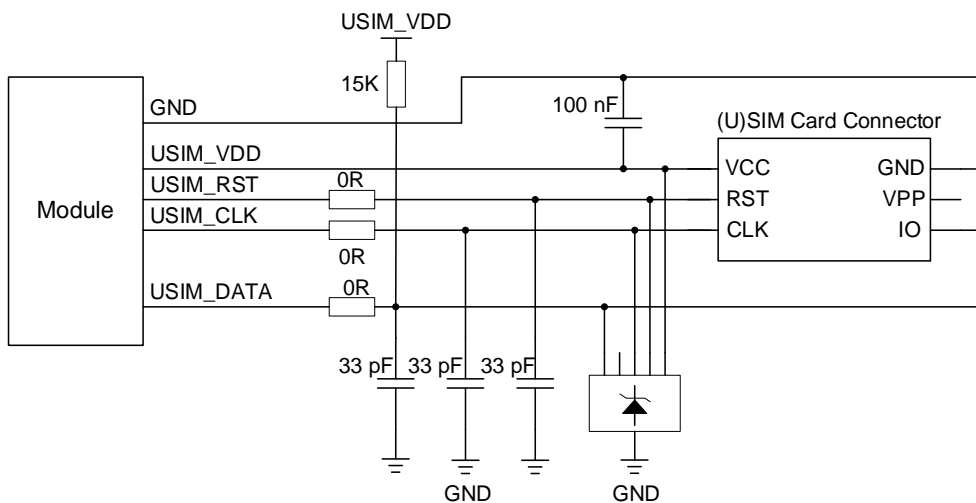 USIM_VDD
15K
GND
100 nF
(U)SIM Card Connector
USIM_VDD
VCC
GND
USIM_RST
0R
RST
VPP
Module
USIM_CLK
CLK
IO
0R
USIM_DATA
0R
33 pF
33 pF
33 pF
GND
GND